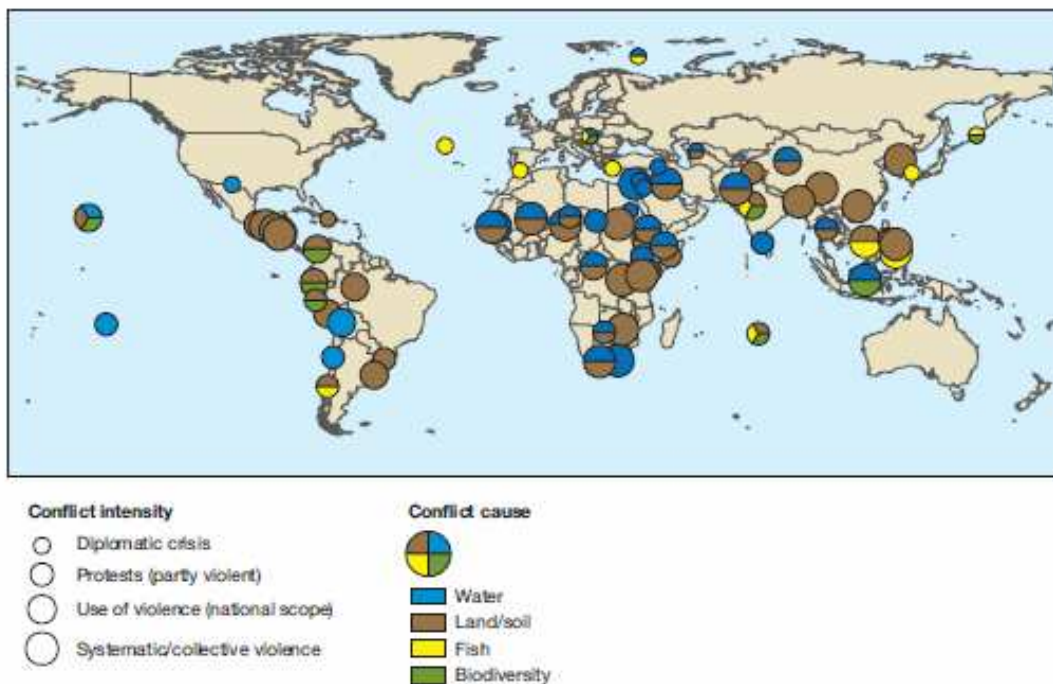 Conflict intensity
Diplomatic crisis
Protests (partly violent)
Use of violence (national scope)
Systematic/collective violence
Conflict cause
Water
Land/soil
Fish
Biodiversity